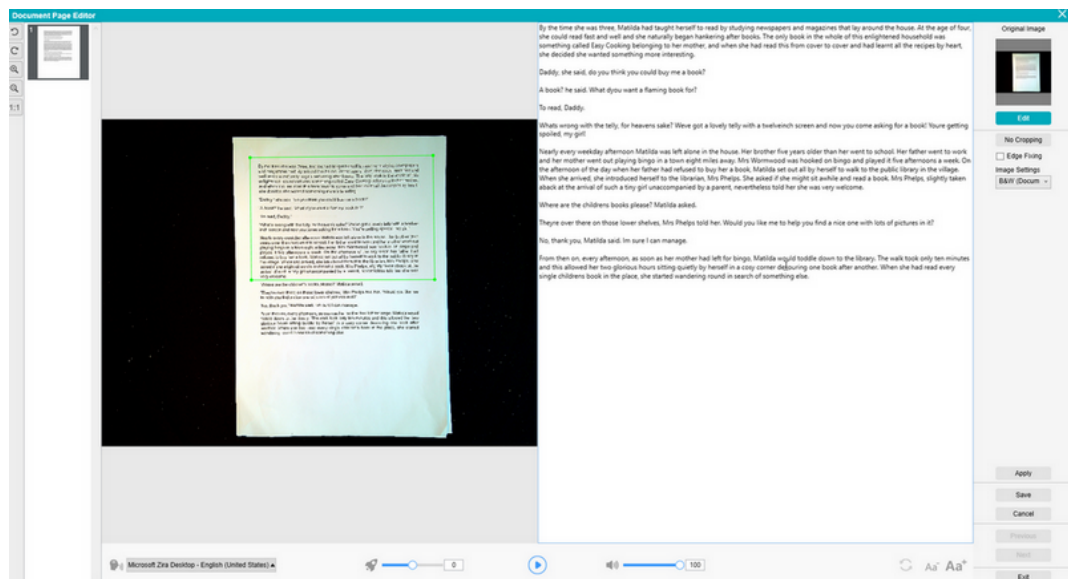 Document Page Editor
1
1:1
By the time she was three, Matilda had taught herself to read by studying newspapers and magazines that lay around the house. At the age of four,
she could read fast and well and she naturally began hankering after books. The only book in the whole of this enlightened household was
something called Easy Cooking belonging to her mother, and when she had read this from cover to cover and had learnt all the recipes by heart,
she decided she wanted something more interesting.
Daddy, she said, do you think you could buy me a book?
A book? he said. What dyou want a flaming book for?
To read, Daddy.
Whats wrong with the telly, for heavens sake? Weve got a lovely telly with a twelveinch screen and now you come asking for a book! Youre getting
spoiled, my girl!
Nearly every weekday afternoon Matilda was left alone in the house. Her brother five years older than her went to school. Her father went to work
and her mother went out playing bingo in a town eight miles away. Mrs Wormwood was hooked on bingo and played it five afternoons a week. On
the afternoon of the day when her father had refused to buy her a book, Matilda set out all by herself to walk to the public library in the village.
When she arrived, she introduced herself to the librarian, Mrs Phelps. She asked if she might sit awhile and read a book. Mrs Phelps, slightly taken
aback at the arrival of such a tiny girl unaccompanied by a parent, nevertheless told her she was very welcome.
Where are the childrens books please? Matilda asked.
Theyre over there on those lower shelves, Mrs Phelps told her. Would you like me to help you find a nice one with lots of pictures in it?
No, thank you, Matilda said. Im sure I can manage.
From then on, every afternoon, as soon as her mother had left for bingo, Matilda would toddle down to the library. The walk took only ten minutes
and this allowed her two glorious hours sitting quietly by herself in a cosy corner devouring one book after another. When she had read every
single childrens book in the place, she started wandering round in search of something else.
Original Image
Edit
No Cropping
Edge Fixing
Image Settings
B&W (Docum
Apply
Save
Cancel
Previous
Next
Exit
Microsoft Zira Desktop - English (United States)
0
100
Aa-
Aa+